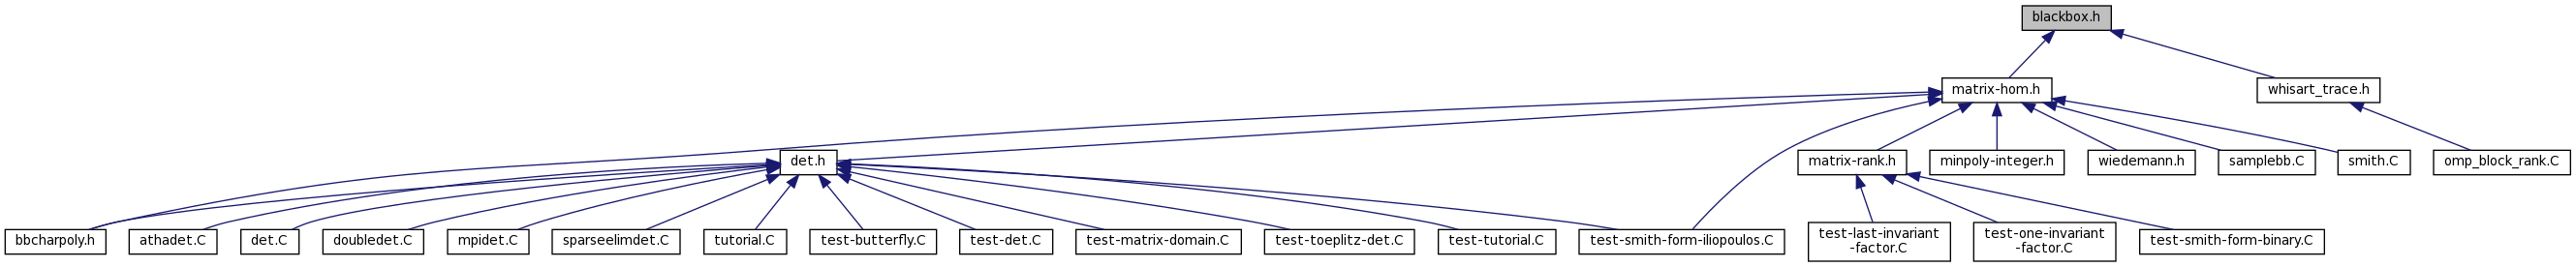 blackbox.h
matrix-hom.h
whisart_trace.h
det.h
matrix-rank.h
minpoly-integer.h
wiedemann.h
samplebb.C
smith.C
omp_block_rank.C
bbcharpoly.h
athadet.C
det.C
doubledet.C
mpidet.C
sparseelimdet.C
tutorial.C
test-butterfly.C
test-det.C
test-matrix-domain.C
test-toeplitz-det.C
test-tutorial.C
test-smith-form-iliopoulos.C
test-last-invariant
-factor.C
test-one-invariant
-factor.C
test-smith-form-binary.C